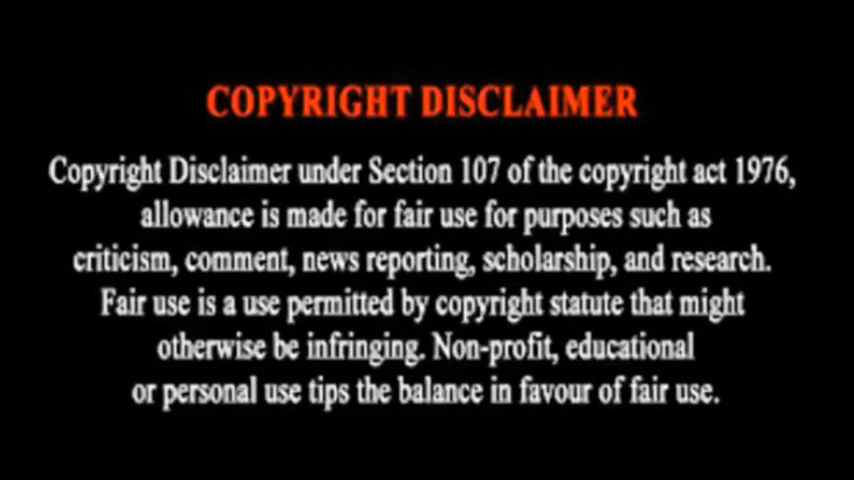 COPYRIGHT DISCLAIMER
Copyright Disclaimer under Section 107 of the copyright act 1976,
allowance is made for fair use for purposes such as
criticism, comment, news reporting, scholarship, and research.
Fair use is a use permitted by copyright statute that might
otherwise be infringing. Non-profit, educational
or personal use tips the balance in favour of fair use.